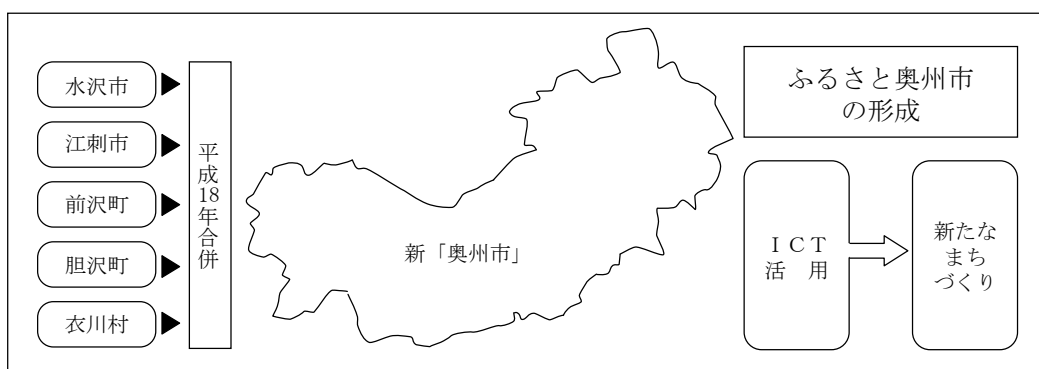 水沢市
江刺市
前沢町
胆沢町
衣川村
平成18年合併
新「奥州市」
ふるさと奥州市
の形成
ＩＣＴ
活　用
新たな
まち
づくり